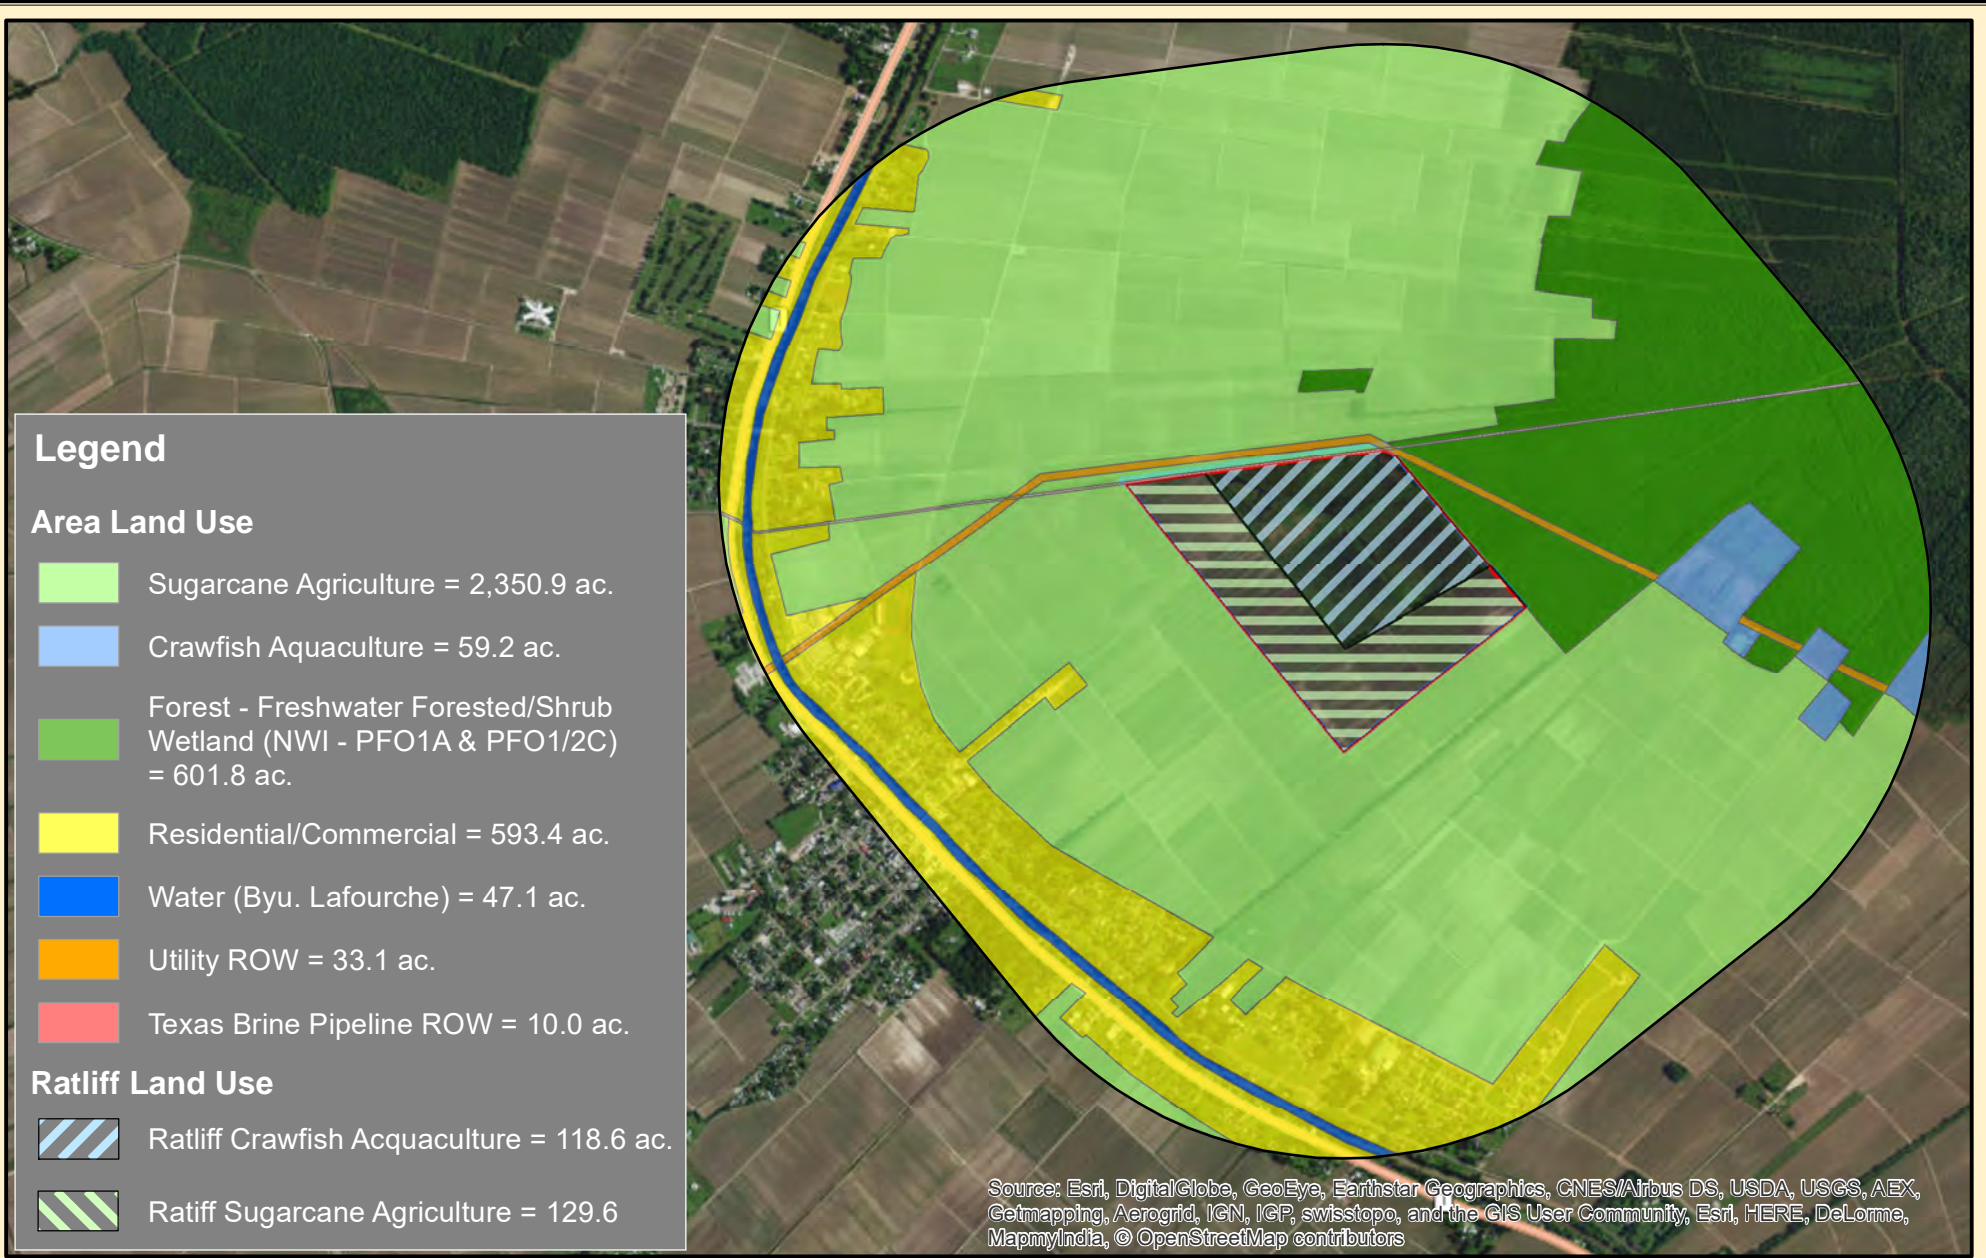 Legend
Area Land Use
Sugarcane Agriculture = 2,350.9 ac.
Crawfish Aquaculture = 59.2 ac.
Forest - Freshwater Forested/Shrub
Wetland (NWI - PFO1A & PFO1/2C)
= 601.8 ac.
Residential/Commercial = 593.4 ac.
Water (Byu. Lafourche) = 47.1 ac.
Utility ROW = 33.1 ac.
Texas Brine Pipeline ROW = 10.0 ac.
Ratliff Land Use
Ratliff Crawfish Acquaculture = 118.6 ac.
Ratiff Sugarcane Agriculture = 129.6
Source: Esri, DigitalGlobe, GeoEye, Earthstar Geographics, CNES/Airbus DS, USDA, USGS, AEX,
Getmapping, Aerogrid, IGN, IGP, swisstopo, and the GIS User Community, Esri, HERE, DeLorme,
MapmyIndia, © OpenStreetMap contributors